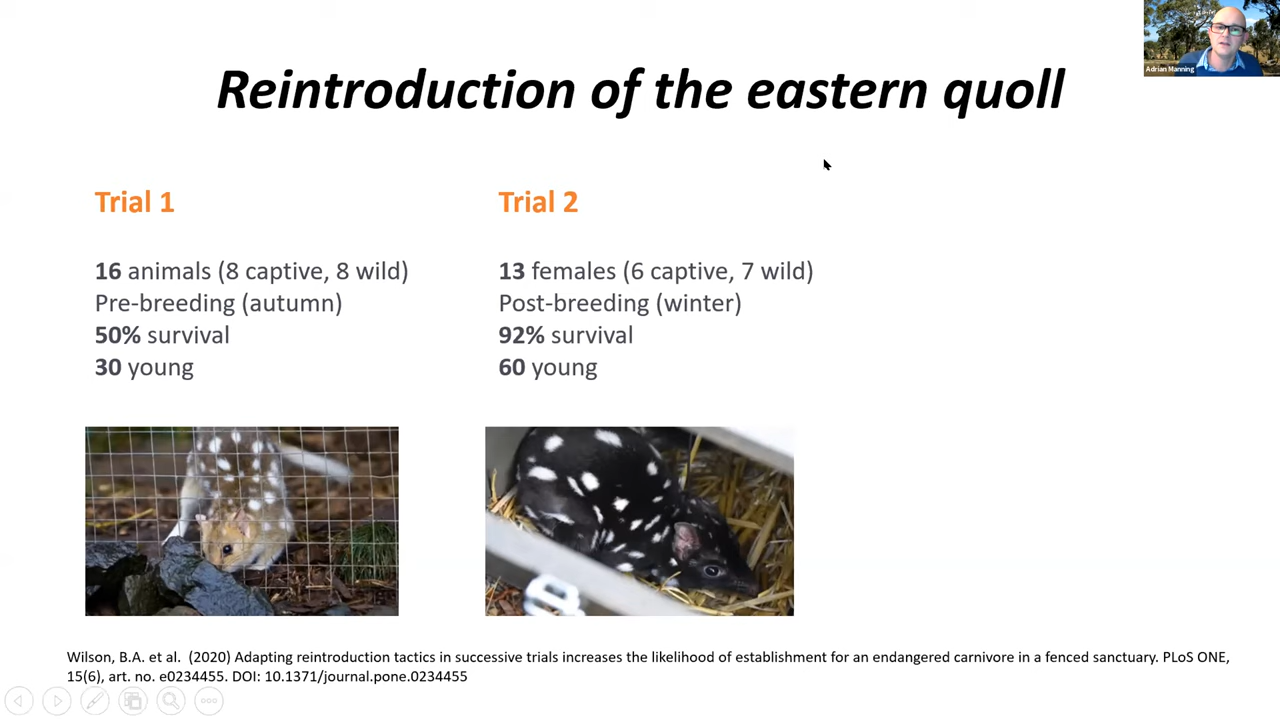 Adrian Manning
Reintroduction of the eastern quoll
Trial 1
16 animals (8 captive, 8 wild)
Pre-breeding (autumn)
50% survival
30 young
Trial 2
13 females (6 captive, 7 wild)
Post-breeding (winter)
92% survival
60 young
Wilson, B.A. et al. (2020) Adapting reintroduction tactics in successive trials increases the likelihood of establishment for an endangered carnivore in a fenced sanctuary. PLoS ONE,
15(6), art. no. e0234455. DOI: 10.1371/journal.pone.0234455